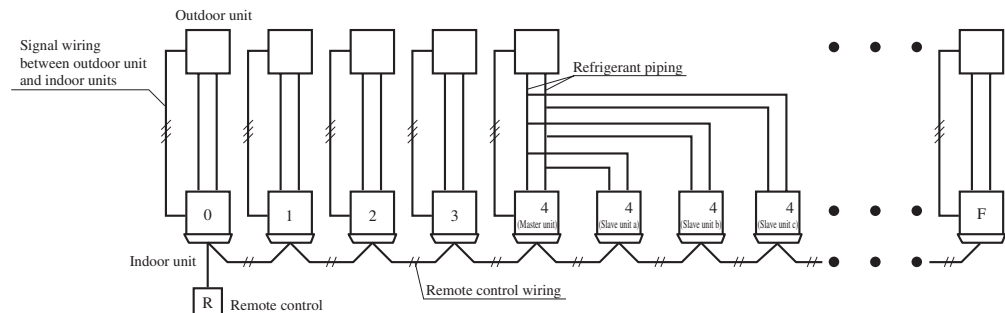 Outdoor unit
Signal wiring
between outdoor unit
and indoor units
Refrigerant piping
0
1
2
3
4
(Master unit)
4
(Slave unit a)
4
(Slave unit b)
4
(Slave unit c)
F
Indoor unit
Remote control wiring
R
Remote control